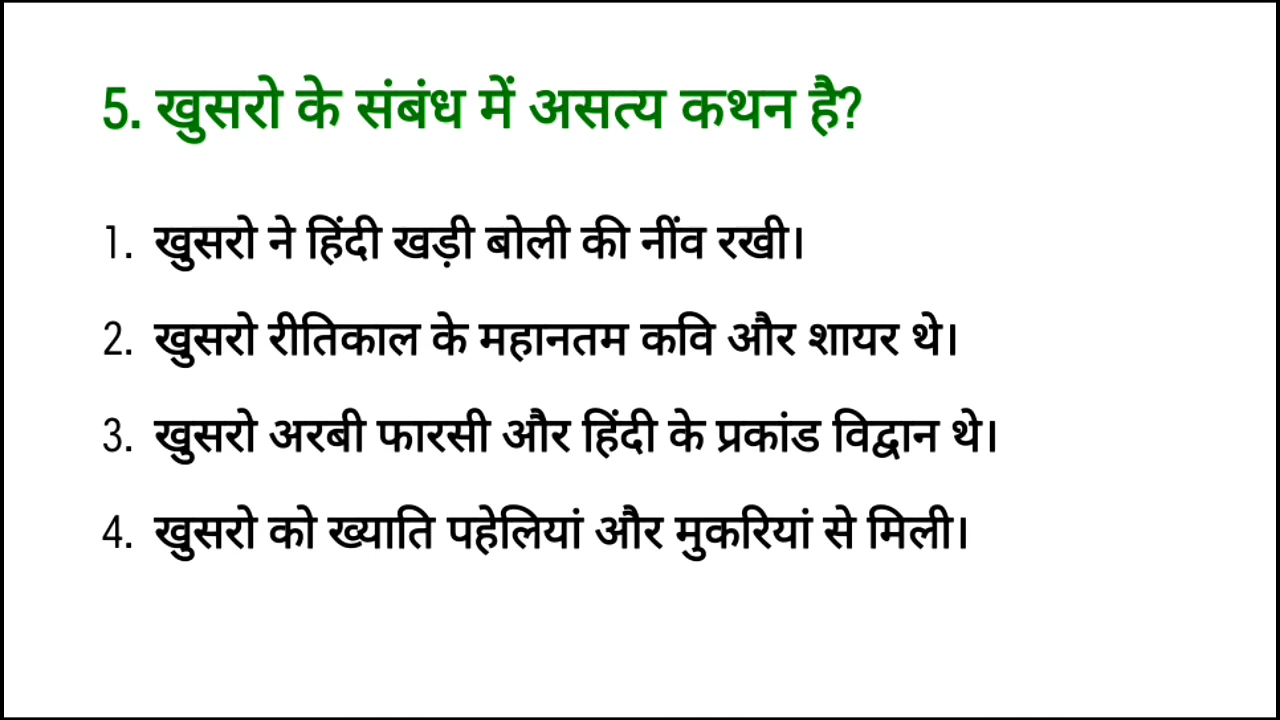 5. खुसरो के संबंध में असत्य कथन है?
1. खुसरो ने हिंदी खड़ी बोली की नींव रखी।
2. खुसरो रीतिकाल के महानतम कवि और शायर थे।
3. खुसरो अरबी फारसी और हिंदी के प्रकांड विद्वान थे।
4. खुसरो को ख्याति पहेलियां और मुकरियां से मिली।